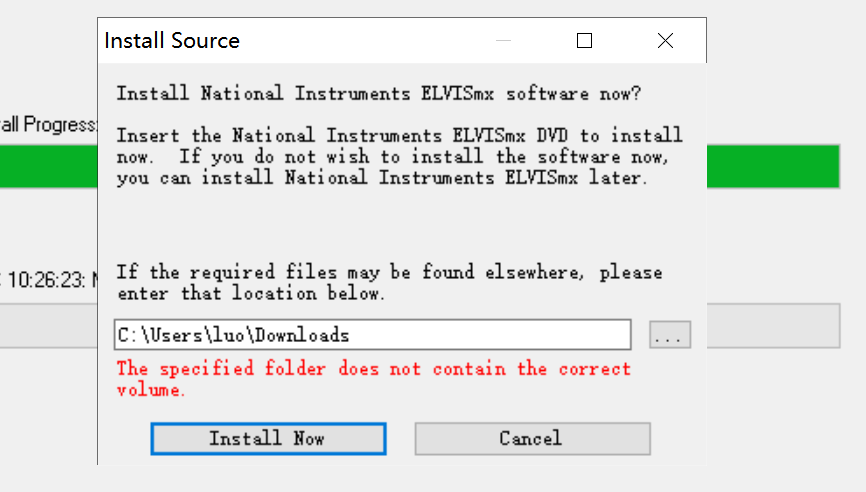 Install Source
Install National Instruments ELVISmx software now?
all Progress:
Insert the National Instruments ELVISmx DVD to install
now. If you do not wish to install the software now,
you can install National Instruments ELVISmx later.
10:26:23:
If the required files may be found elsewhere, please
enter that location below.
C:\Users\luo\Downloads
...
The specified folder does not contain the correct
volume.
Install Now
Cancel